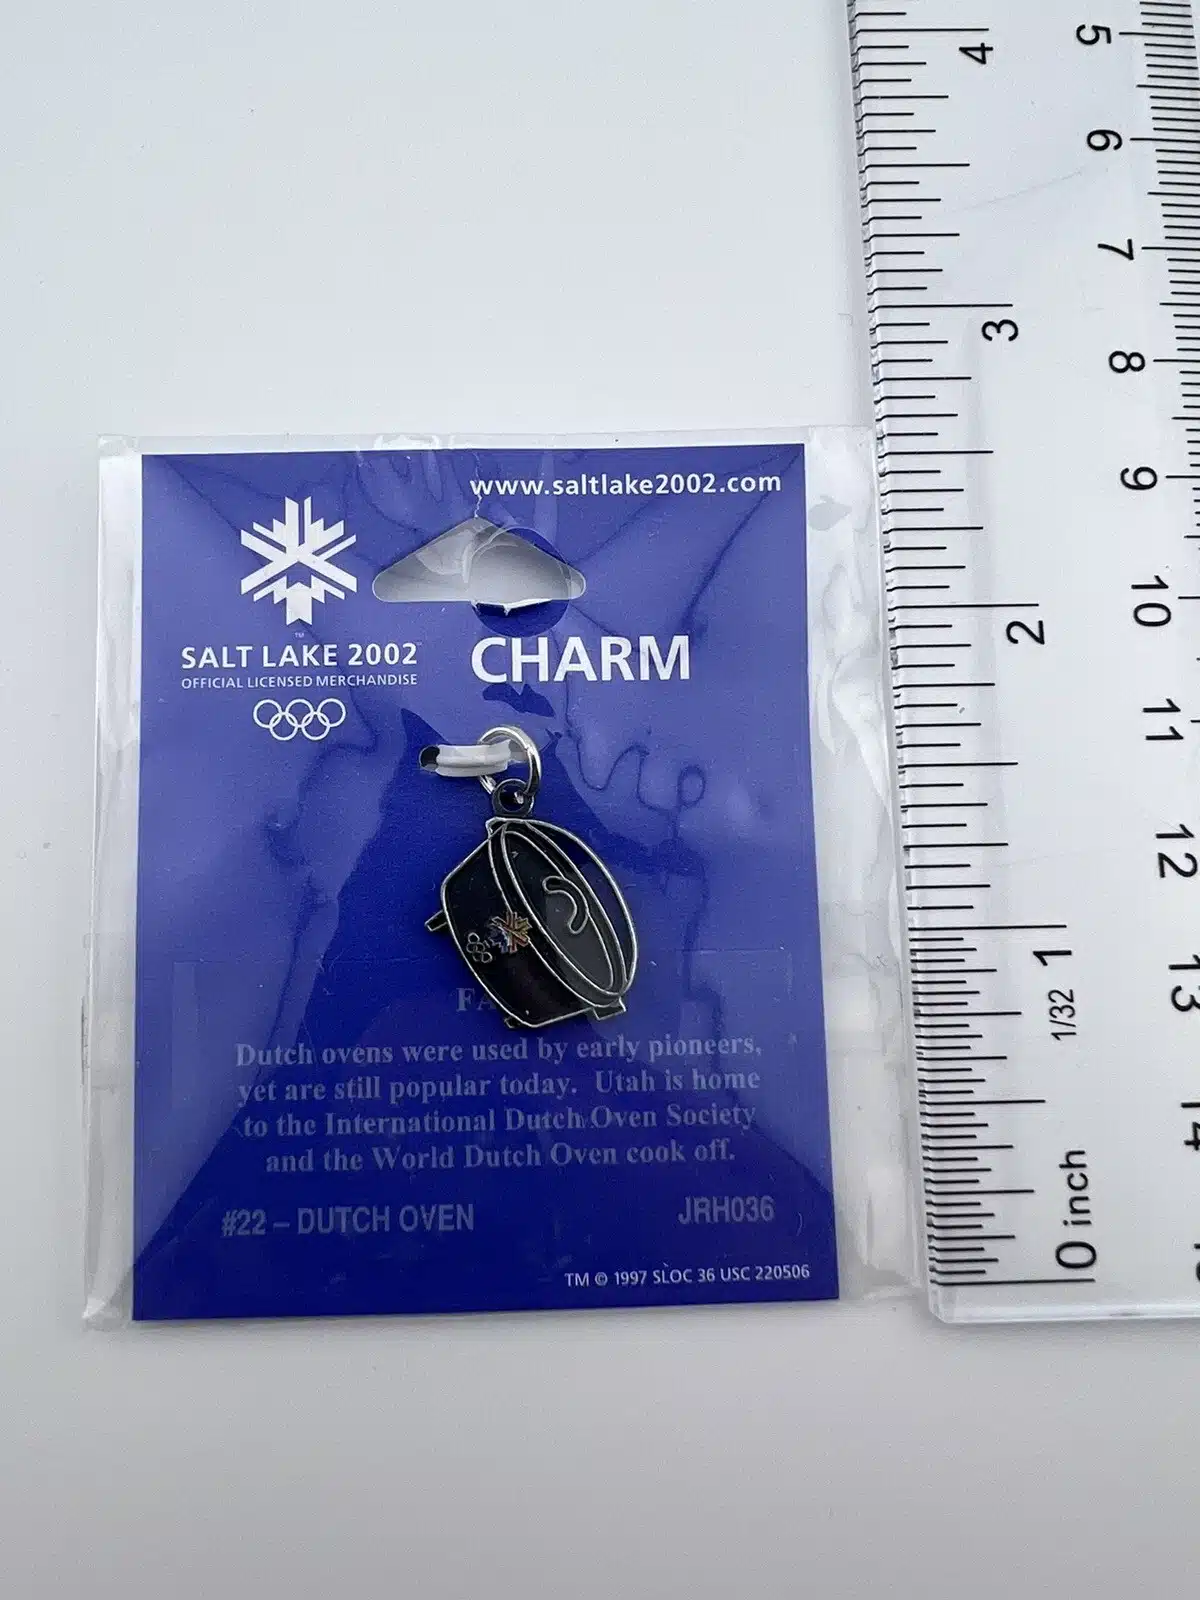 www.saltlake2002.com
TM
SALT LAKE 2002
OFFICIAL LICENSED MERCHANDISE
CHARM
Dutch ovens were used by early pioneers,
yet are still popular today. Utah is home
to the International Dutch Oven Society
and the World Dutch Oven cook off.
#22 – DUTCH OVEN
JRH036
TM © 1997 SLOC 36 USC 220506
4
3
2
1
1/32
0 inch
5
6
7
8
9
10
11
12
13
14